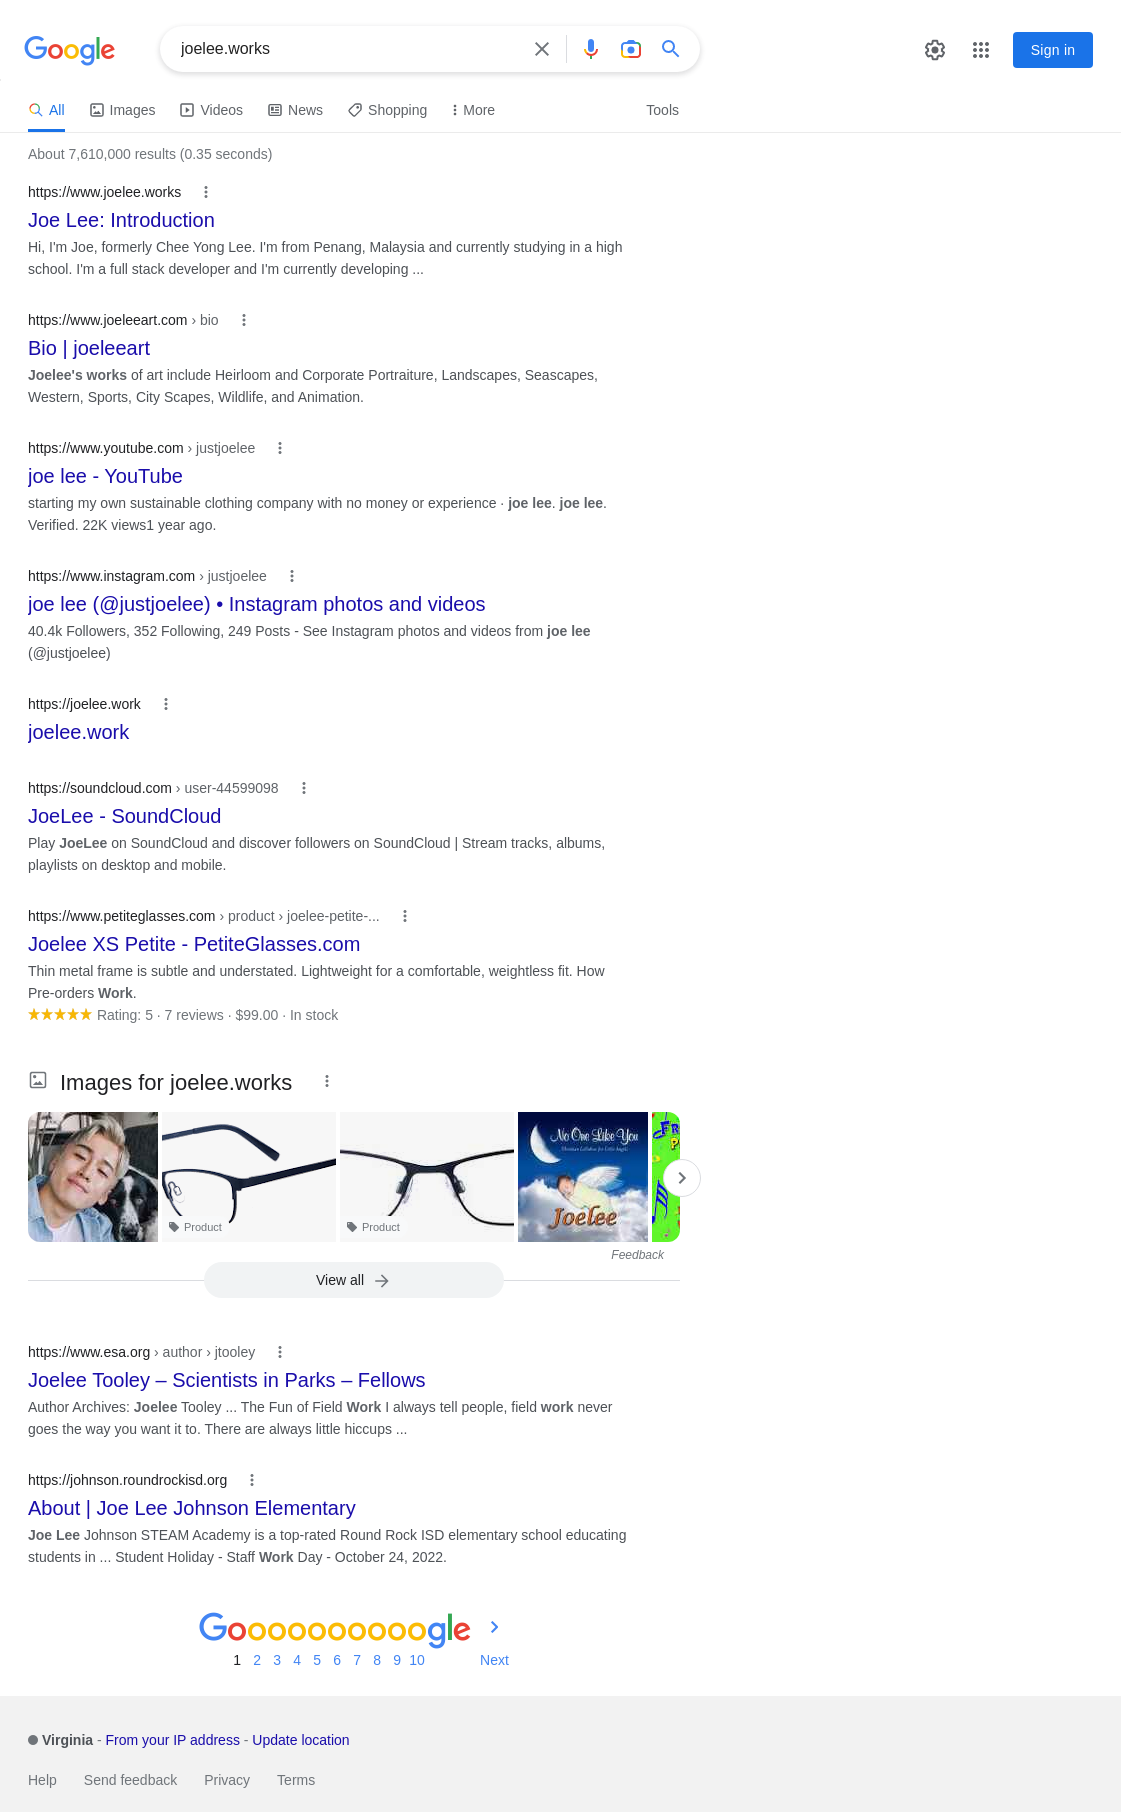 Google
joelee.works
Sign in
All
Images
Videos
News
Shopping
More
Tools
About 7,610,000 results (0.35 seconds)
https://www.joelee.works
Joe Lee: Introduction
Hi, I'm Joe, formerly Chee Yong Lee. I'm from Penang, Malaysia and currently studying in a high
school. I'm a full stack developer and I'm currently developing ...
https://www.joeleeart.com › bio
Bio | joeleeart
Joelee's works of art include Heirloom and Corporate Portraiture, Landscapes, Seascapes,
Western, Sports, City Scapes, Wildlife, and Animation.
https://www.youtube.com › justjoelee
joe lee - YouTube
starting my own sustainable clothing company with no money or experience · joe lee. joe lee.
Verified. 22K views1 year ago.
https://www.instagram.com › justjoelee
joe lee (@justjoelee) • Instagram photos and videos
40.4k Followers, 352 Following, 249 Posts - See Instagram photos and videos from joe lee
(@justjoelee)
https://joelee.work
joelee.work
https://soundcloud.com › user-44599098
JoeLee - SoundCloud
Play JoeLee on SoundCloud and discover followers on SoundCloud | Stream tracks, albums,
playlists on desktop and mobile.
https://www.petiteglasses.com › product › joelee-petite-...
Joelee XS Petite - PetiteGlasses.com
Thin metal frame is subtle and understated. Lightweight for a comfortable, weightless fit. How
Pre-orders Work.
Rating: 5 · 7 reviews · $99.00 · In stock
Images for joelee.works
No One Like You
Joelee
Product
Product
Feedback
View all
https://www.esa.org › author › jtooley
Joelee Tooley – Scientists in Parks – Fellows
Author Archives: Joelee Tooley ... The Fun of Field Work I always tell people, field work never
goes the way you want it to. There are always little hiccups ...
https://johnson.roundrockisd.org
About | Joe Lee Johnson Elementary
Joe Lee Johnson STEAM Academy is a top-rated Round Rock ISD elementary school educating
students in ... Student Holiday - Staff Work Day - October 24, 2022.
Goooooooooogle
1 2 3 4 5 6 7 8 9 10 Next
Virginia - From your IP address - Update location
Help Send feedback Privacy Terms